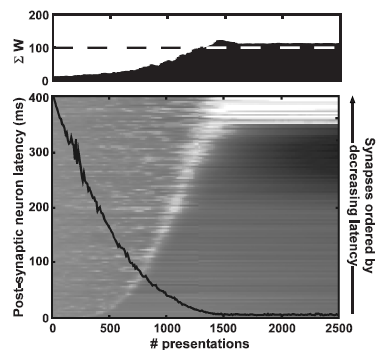 200
Σ W
100
0
400
Post-synaptic neuron latency (ms)
300
200
100
0
0 500 1000 1500 2000 2500
# presentations
Synapses ordered by
decreasing latency